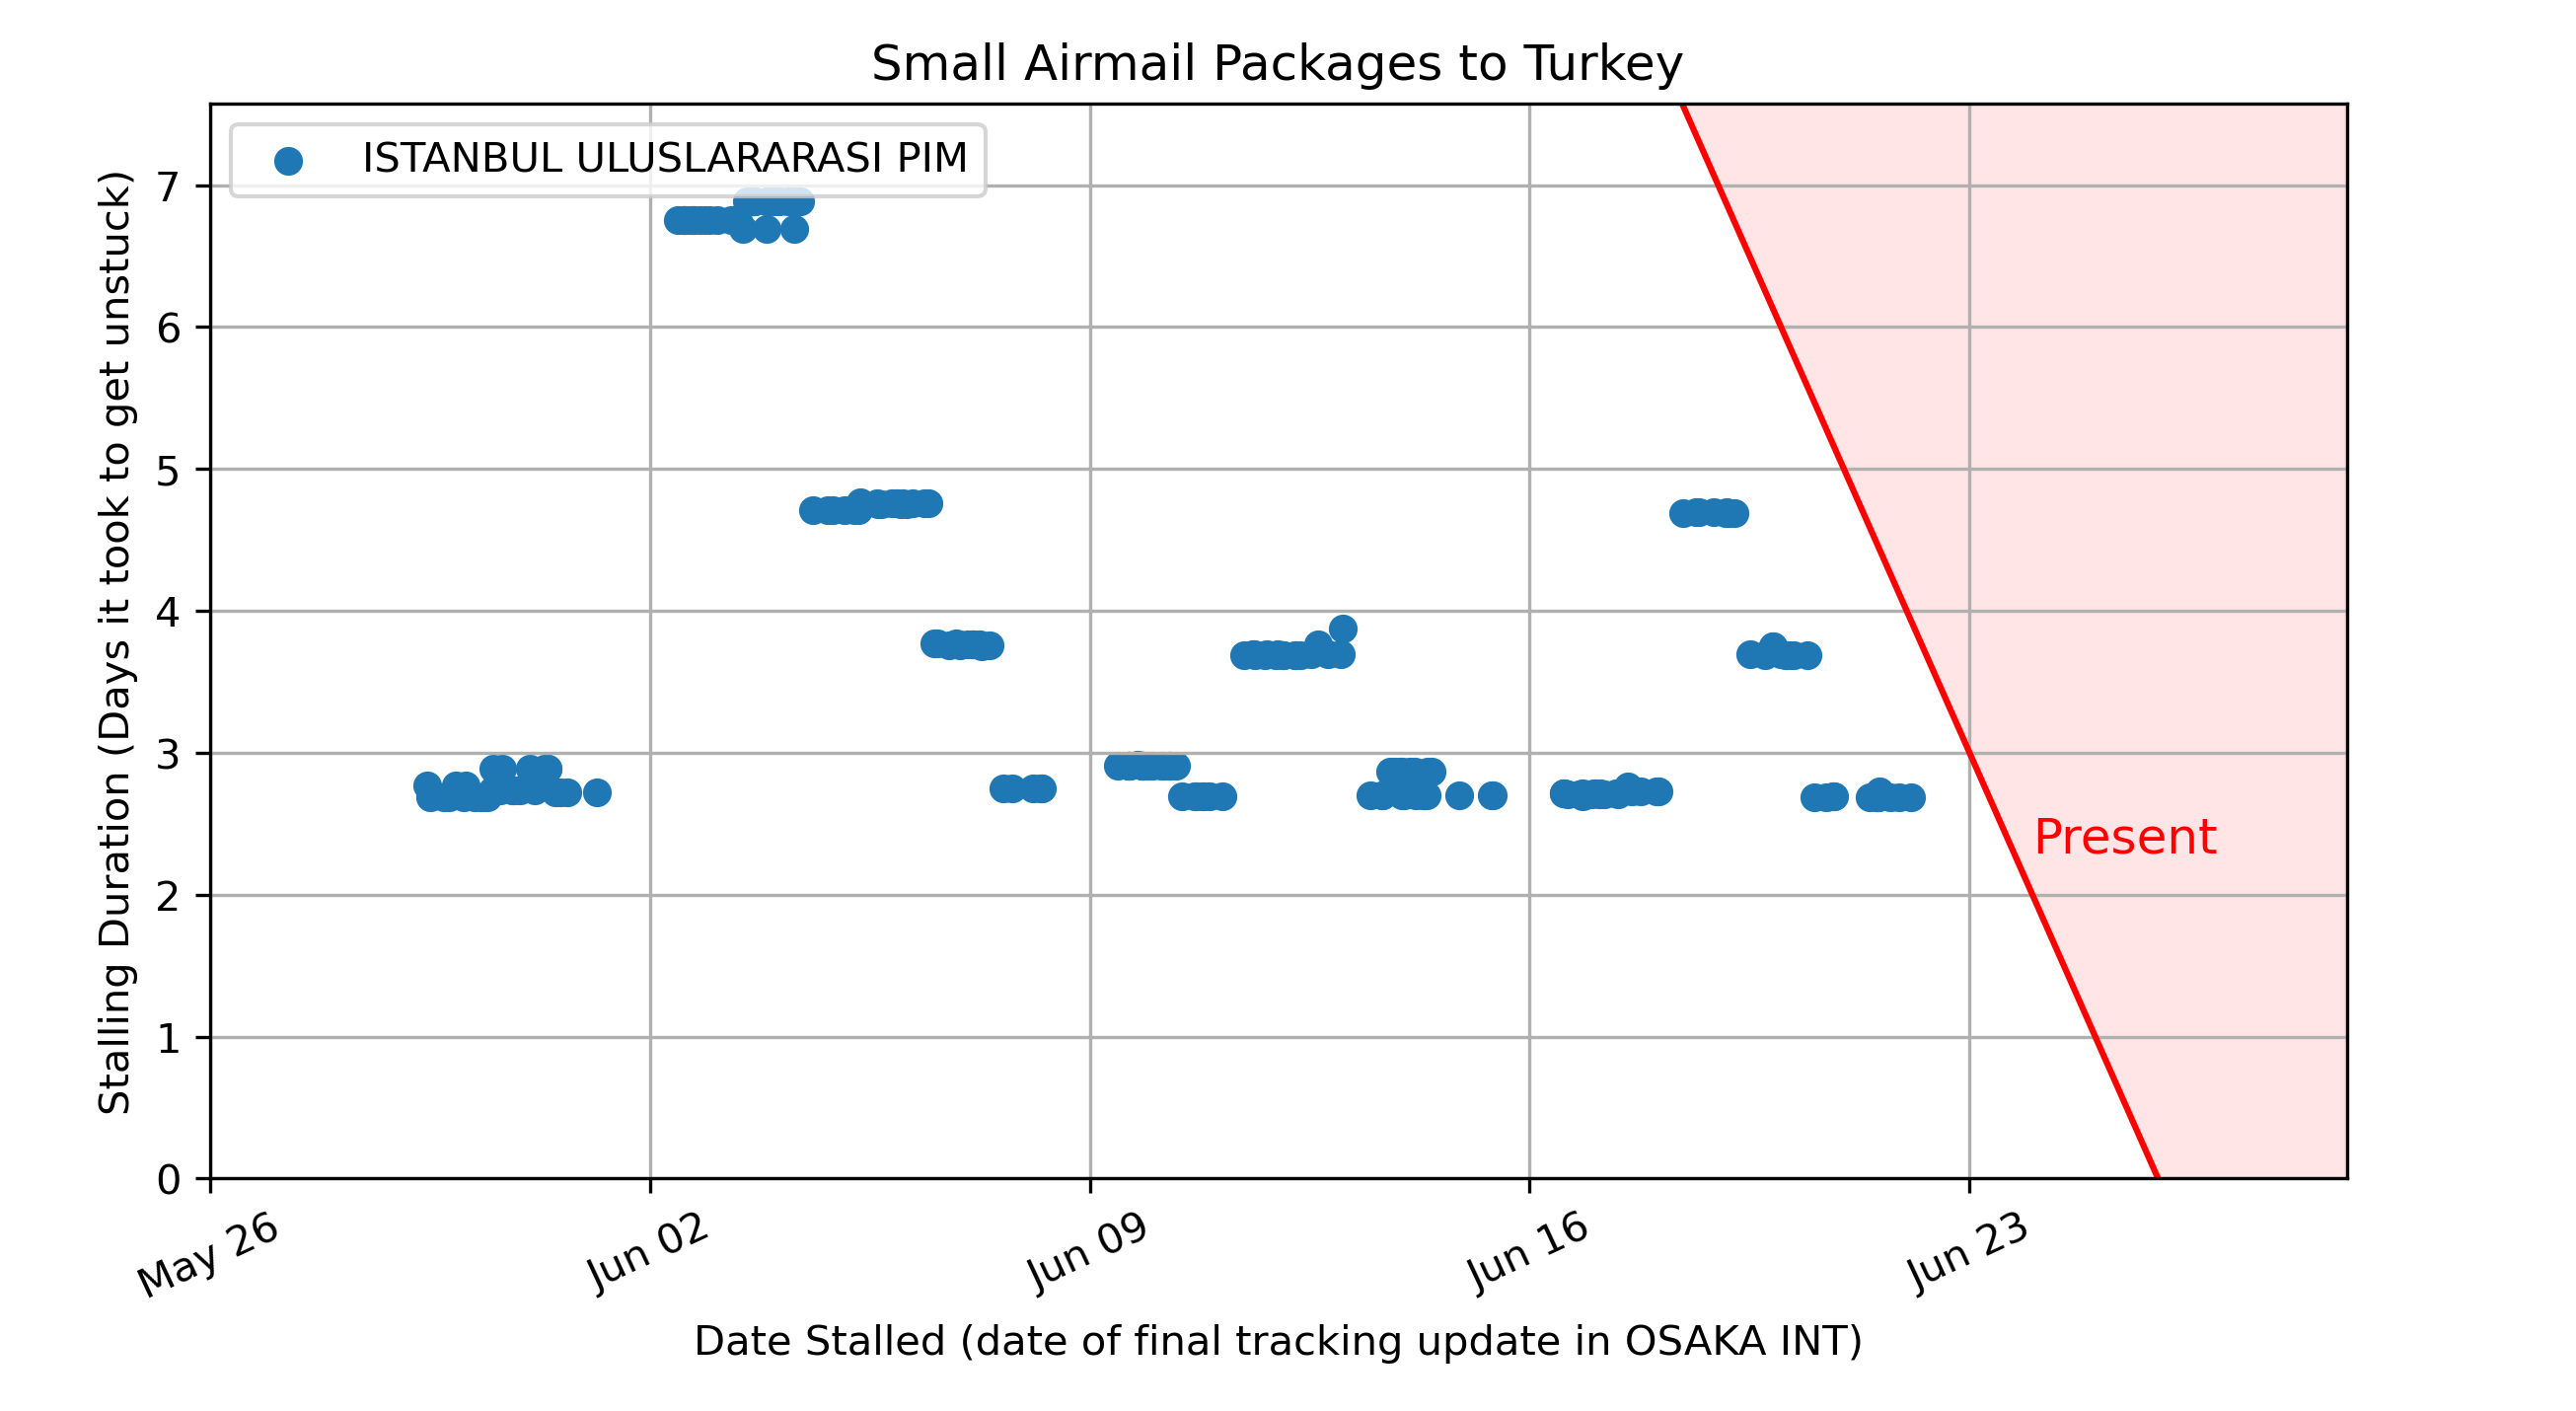 Small Airmail Packages to Turkey
ISTANBUL ULUSLARARASI PIM
Stalling Duration (Days it took to get unstuck)
7
6
5
4
3
2
1
0
Present
May 26
Jun 02
Jun 09
Jun 16
Jun 23
Date Stalled (date of final tracking update in OSAKA INT)